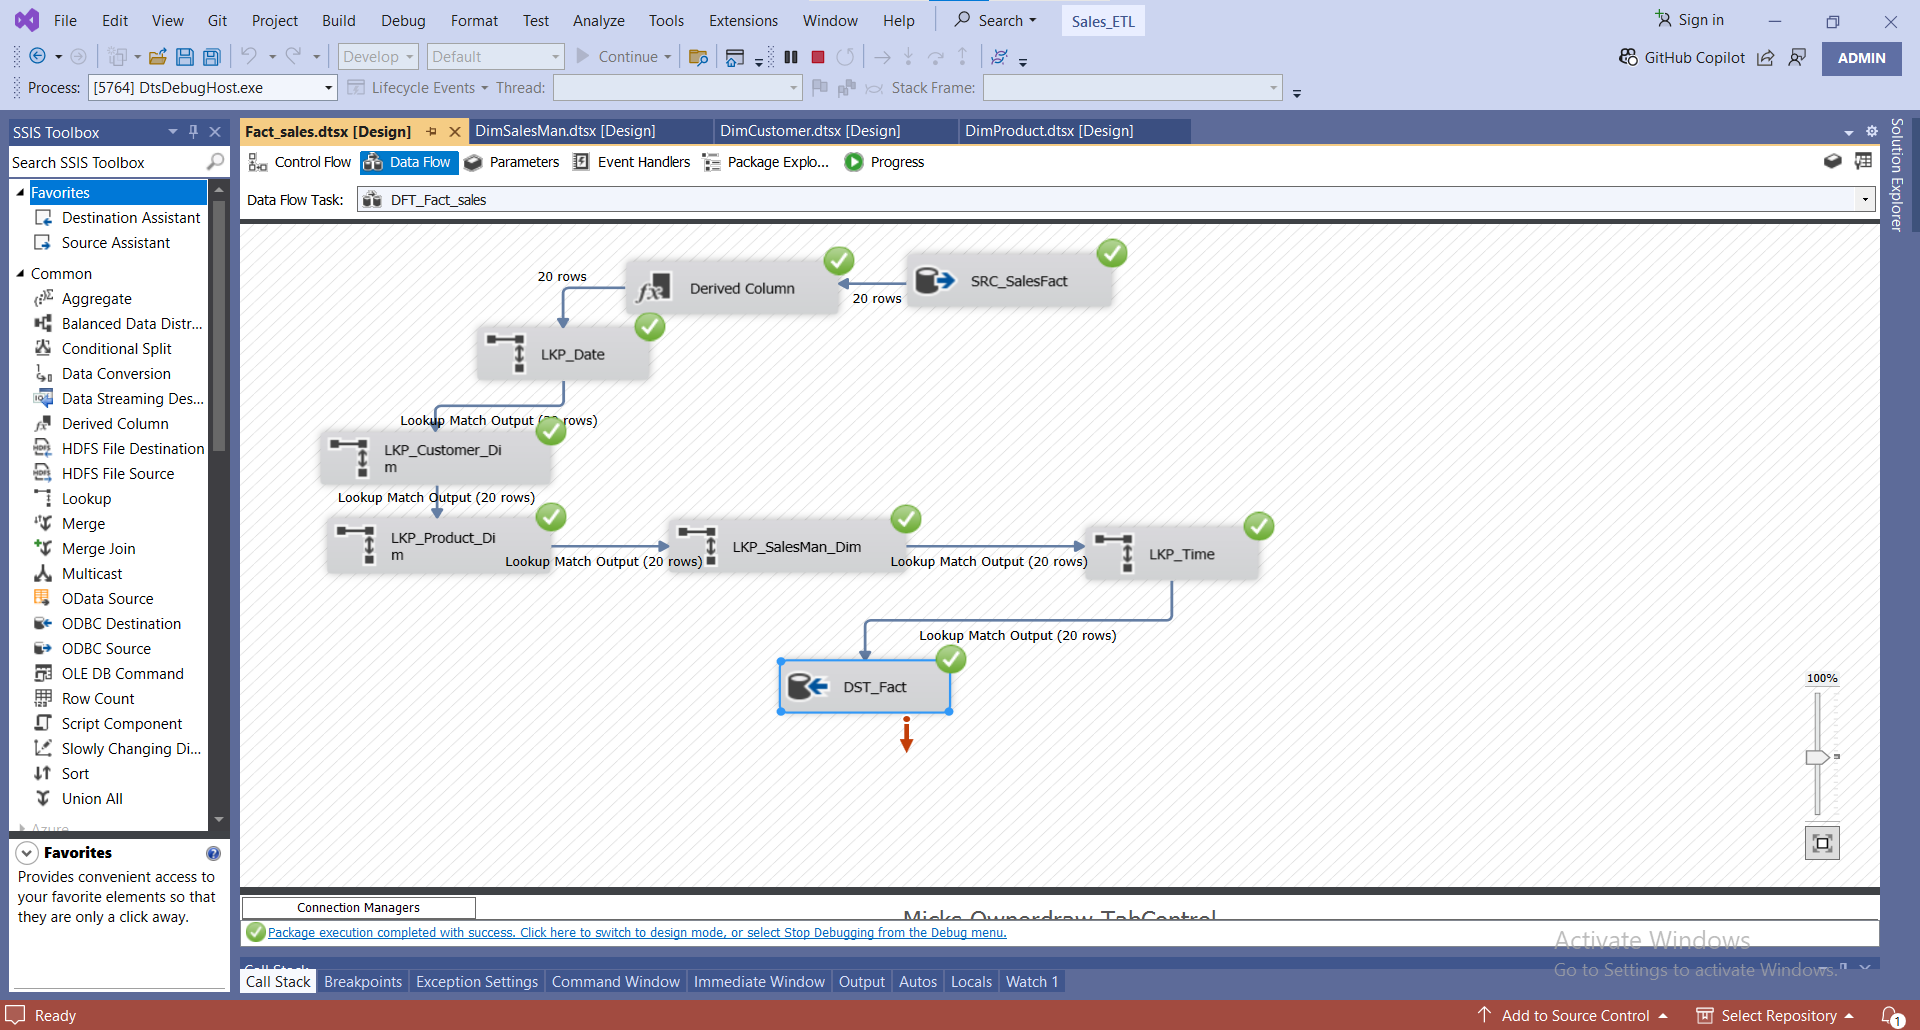 File Edit View Git Project Build Debug Format Test Analyze Tools Extensions Window Help Search Sales_ETL Sign in
Develop Default Continue GitHub Copilot ADMIN
Process: [5764] DtsDebugHost.exe Lifecycle Events Thread: Stack Frame:
SSIS Toolbox
Search SSIS Toolbox
Favorites
Destination Assistant
Source Assistant
Common
Aggregate
Balanced Data Distr...
Conditional Split
Data Conversion
Data Streaming Des...
Derived Column
HDFS File Destination
HDFS File Source
Lookup
Merge
Merge Join
Multicast
OData Source
ODBC Destination
ODBC Source
OLE DB Command
Row Count
Script Component
Slowly Changing Di...
Sort
Union All
Azure
Favorites
Provides convenient access to
your favorite elements so that
they are only a click away.
Fact_sales.dtsx [Design] DimSalesMan.dtsx [Design] DimCustomer.dtsx [Design] DimProduct.dtsx [Design]
Control Flow Data Flow Parameters Event Handlers Package Explo... Progress
Data Flow Task: DFT_Fact_sales
SRC_SalesFact
20 rows
Derived Column
20 rows
LKP_Date
Lookup Match Output (20 rows)
LKP_Customer_Di
m
Lookup Match Output (20 rows)
LKP_Product_Di
m
Lookup Match Output (20 rows)
LKP_SalesMan_Dim
Lookup Match Output (20 rows)
LKP_Time
Lookup Match Output (20 rows)
DST_Fact
100%
Connection Managers
Micks Ownerdraw TabControl
Package execution completed with success. Click here to switch to design mode, or select Stop Debugging from the Debug menu.
Activate Windows
Go to Settings to activate Windows.
Call Stack
Call Stack Breakpoints Exception Settings Command Window Immediate Window Output Autos Locals Watch 1
Solution Explorer
Ready Add to Source Control Select Repository 1